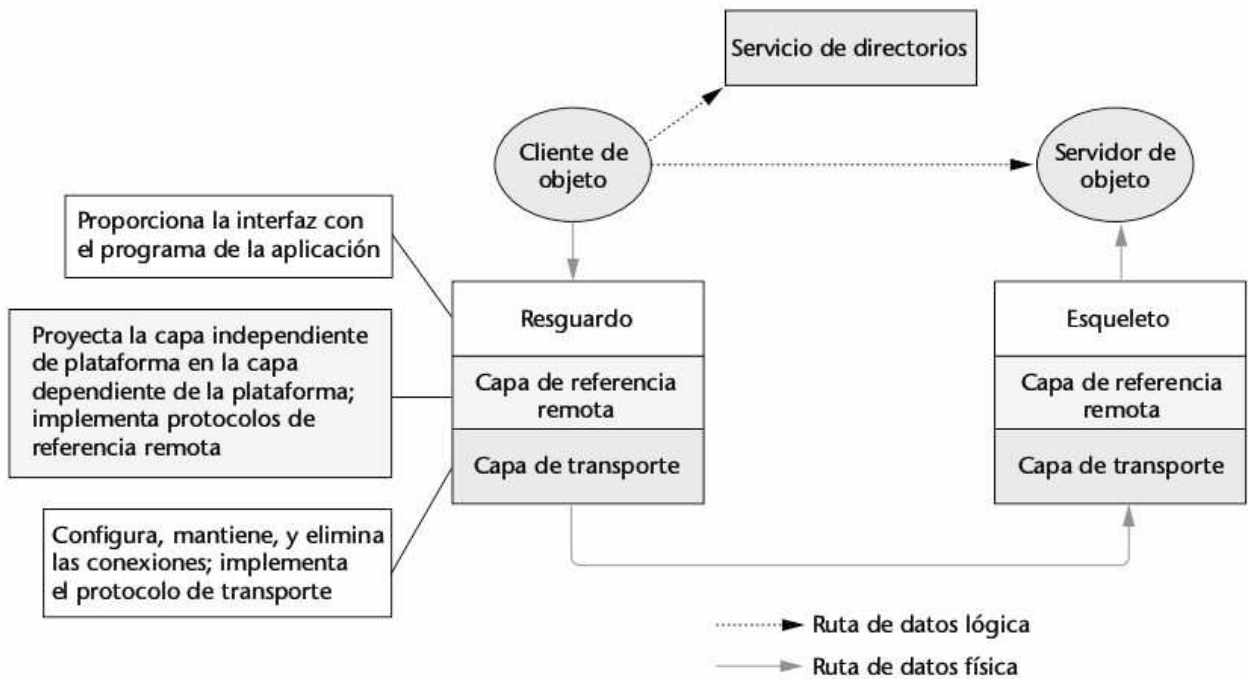 Servicio de directorios
Cliente de
objeto
Servidor de
objeto
Proporciona la interfaz con
el programa de la aplicación
Resguardo
Esqueleto
Proyecta la capa independiente
de plataforma en la capa
dependiente de la plataforma;
implementa protocolos de
referencia remota
Capa de referencia
remota
Capa de referencia
remota
Capa de transporte
Capa de transporte
Configura, mantiene, y elimina
las conexiones; implementa
el protocolo de transporte
Ruta de datos lógica
Ruta de datos física